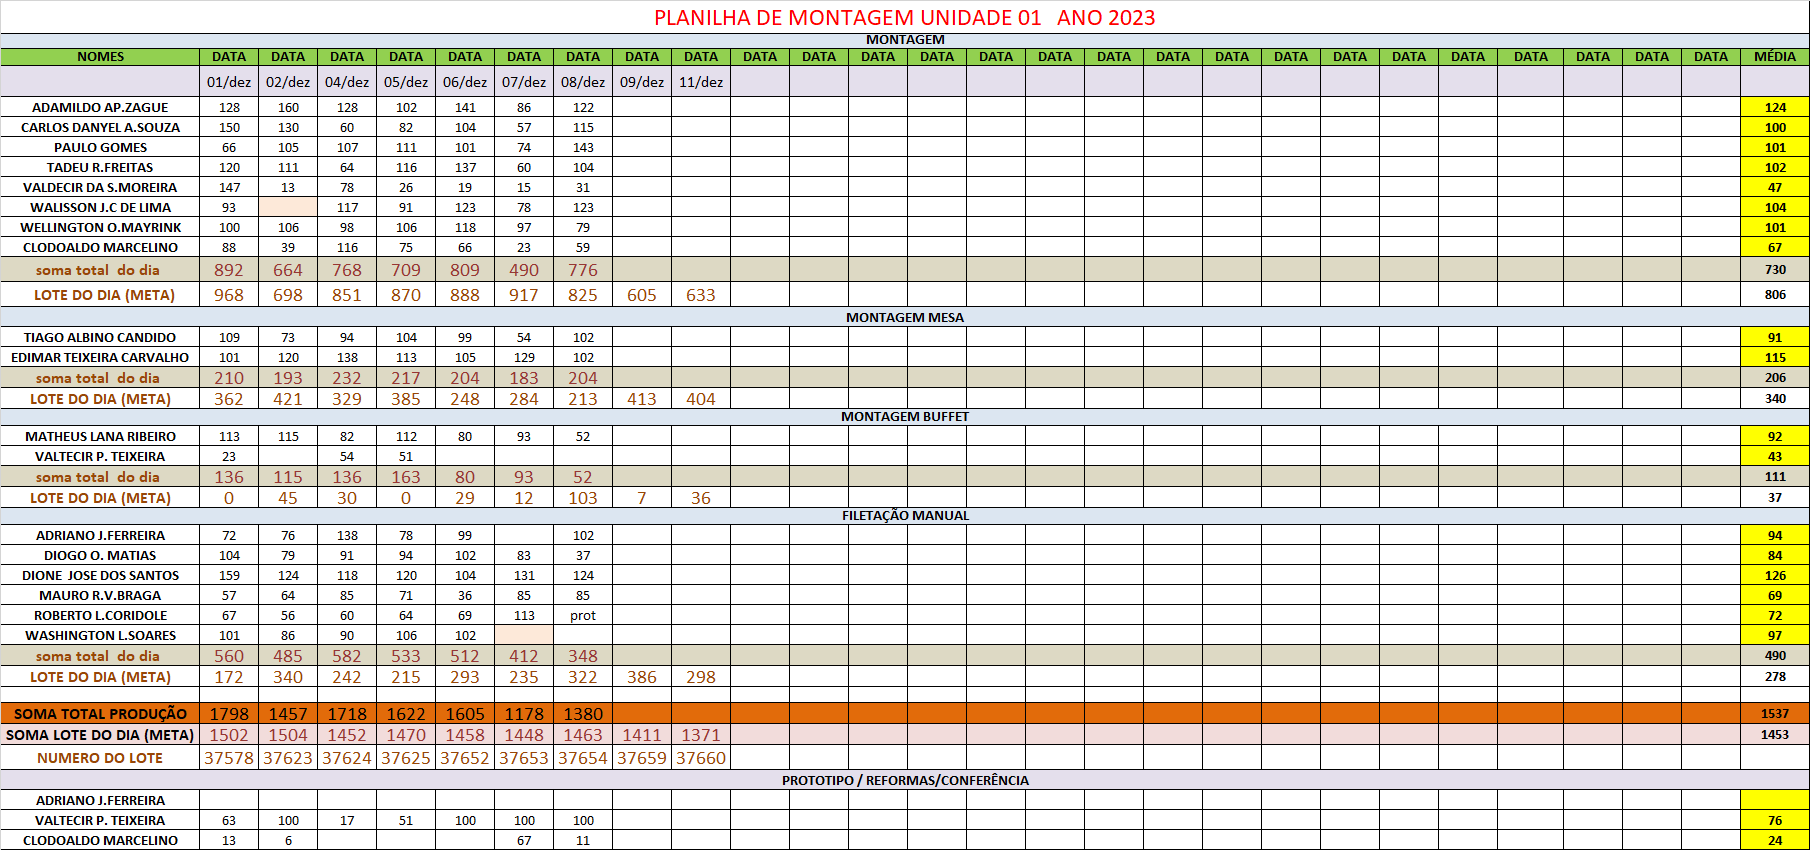 PLANILHA DE MONTAGEM UNIDADE 01 ANO 2023
MONTAGEM
NOMES DATA DATA DATA DATA DATA DATA DATA DATA DATA DATA DATA DATA DATA DATA DATA DATA DATA DATA DATA DATA DATA DATA DATA DATA DATA DATA MÉDIA
01/dez 02/dez 04/dez 05/dez 06/dez 07/dez 08/dez 09/dez 11/dez
ADAMILDO AP.ZAGUE 128 160 128 102 141 86 122 124
CARLOS DANYEL A.SOUZA 150 130 60 82 104 57 115 100
PAULO GOMES 66 105 107 111 101 74 143 101
TADEU R.FREITAS 120 111 64 116 137 60 104 102
VALDECIR DA S.MOREIRA 147 13 78 26 19 15 31 47
WALISSON J.C DE LIMA 93 117 91 123 78 123 104
WELLINGTON O.MAYRINK 100 106 98 106 118 97 79 101
CLODOALDO MARCELINO 88 39 116 75 66 23 59 67
soma total do dia 892 664 768 709 809 490 776 730
LOTE DO DIA (META) 968 698 851 870 888 917 825 605 633 806
MONTAGEM MESA
TIAGO ALBINO CANDIDO 109 73 94 104 99 54 102 91
EDIMAR TEIXEIRA CARVALHO 101 120 138 113 105 129 102 115
soma total do dia 210 193 232 217 204 183 204 206
LOTE DO DIA (META) 362 421 329 385 248 284 213 413 404 340
MONTAGEM BUFFET
MATHEUS LANA RIBEIRO 113 115 82 112 80 93 52 92
VALTECIR P. TEIXEIRA 23 54 51 43
soma total do dia 136 115 136 163 80 93 52 111
LOTE DO DIA (META) 0 45 30 0 29 12 103 7 36 37
FILETAÇÃO MANUAL
ADRIANO J.FERREIRA 72 76 138 78 99 102 94
DIOGO O. MATIAS 104 79 91 94 102 83 37 84
DIONE JOSE DOS SANTOS 159 124 118 120 104 131 124 126
MAURO R.V.BRAGA 57 64 85 71 36 85 85 69
ROBERTO L.CORIDOLE 67 56 60 64 69 113 prot 72
WASHINGTON L.SOARES 101 86 90 106 102 97
soma total do dia 560 485 582 533 512 412 348 490
LOTE DO DIA (META) 172 340 242 215 293 235 322 386 298 278
SOMA TOTAL PRODUÇÃO 1798 1457 1718 1622 1605 1178 1380 1537
SOMA LOTE DO DIA (META) 1502 1504 1452 1470 1458 1448 1463 1411 1371 1453
NUMERO DO LOTE 37578 37623 37624 37625 37652 37653 37654 37659 37660
PROTOTIPO / REFORMAS/CONFERÊNCIA
ADRIANO J.FERREIRA
VALTECIR P. TEIXEIRA 63 100 17 51 100 100 100 76
CLODOALDO MARCELINO 13 6 67 11 24